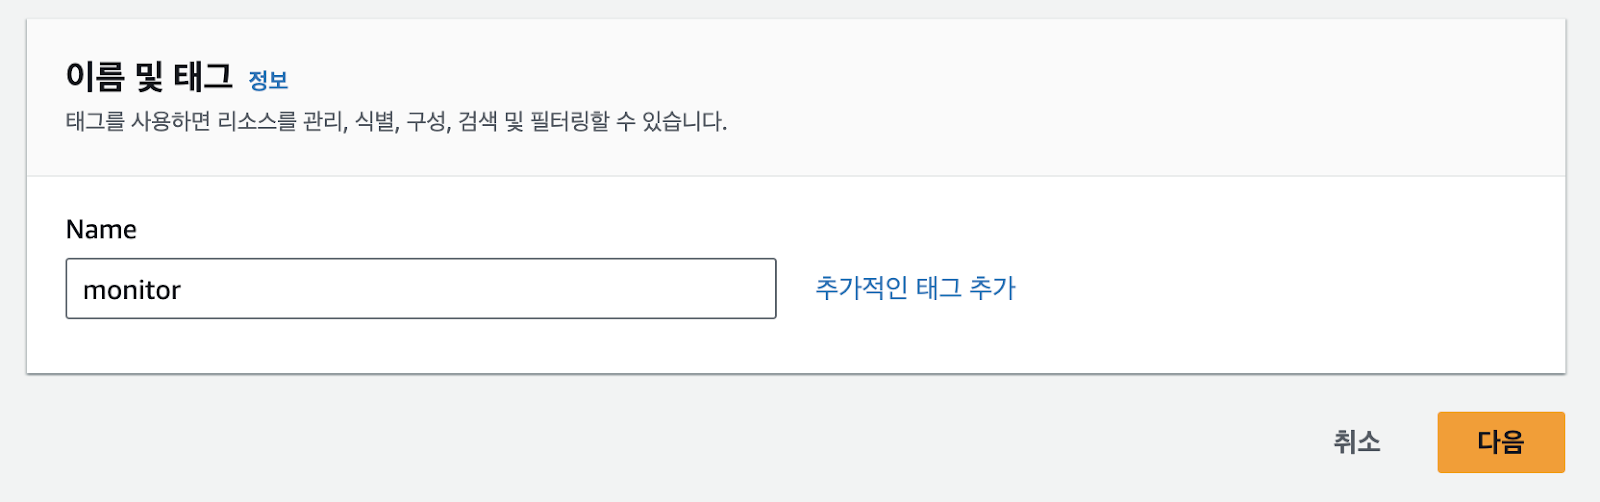 이름 및 태그 정보
태그를 사용하면 리소스를 관리, 식별, 구성, 검색 및 필터링할 수 있습니다.
Name
monitor 추가적인 태그 추가
취소 다음